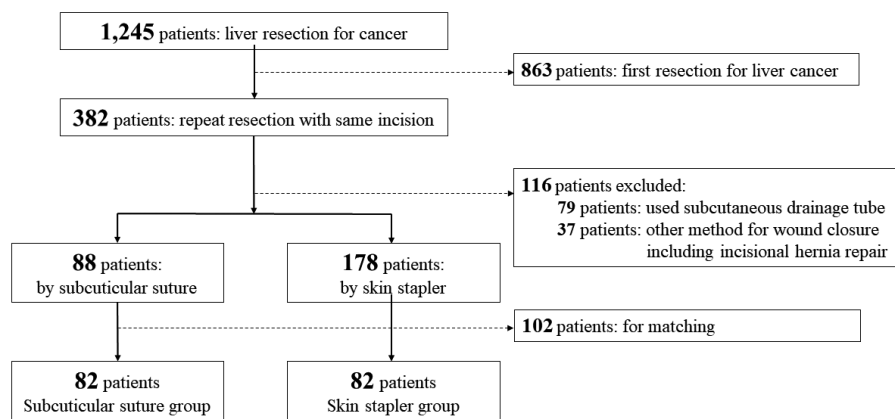 1,245 patients: liver resection for cancer
863 patients: first resection for liver cancer
382 patients: repeat resection with same incision
116 patients excluded:
79 patients: used subcutaneous drainage tube
37 patients: other method for wound closure
including incisional hernia repair
88 patients:
by subcuticular suture
178 patients:
by skin stapler
102 patients: for matching
82 patients
Subcuticular suture group
82 patients
Skin stapler group